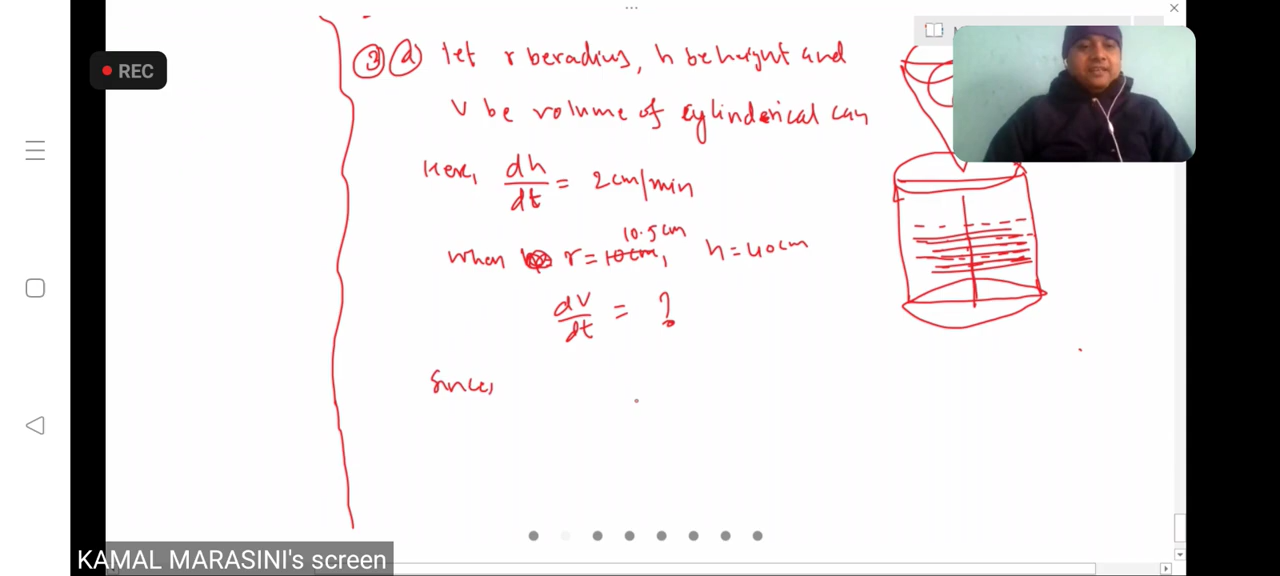 REC
③ ⓐ let r be radius, h be height and
V be volume of cylinderical can
Here, dh/dt = 2cm/min
10.5cm
When r = 10cm, h = 40cm
dV/dt = ?
Since,
KAMAL MARASINI's screen